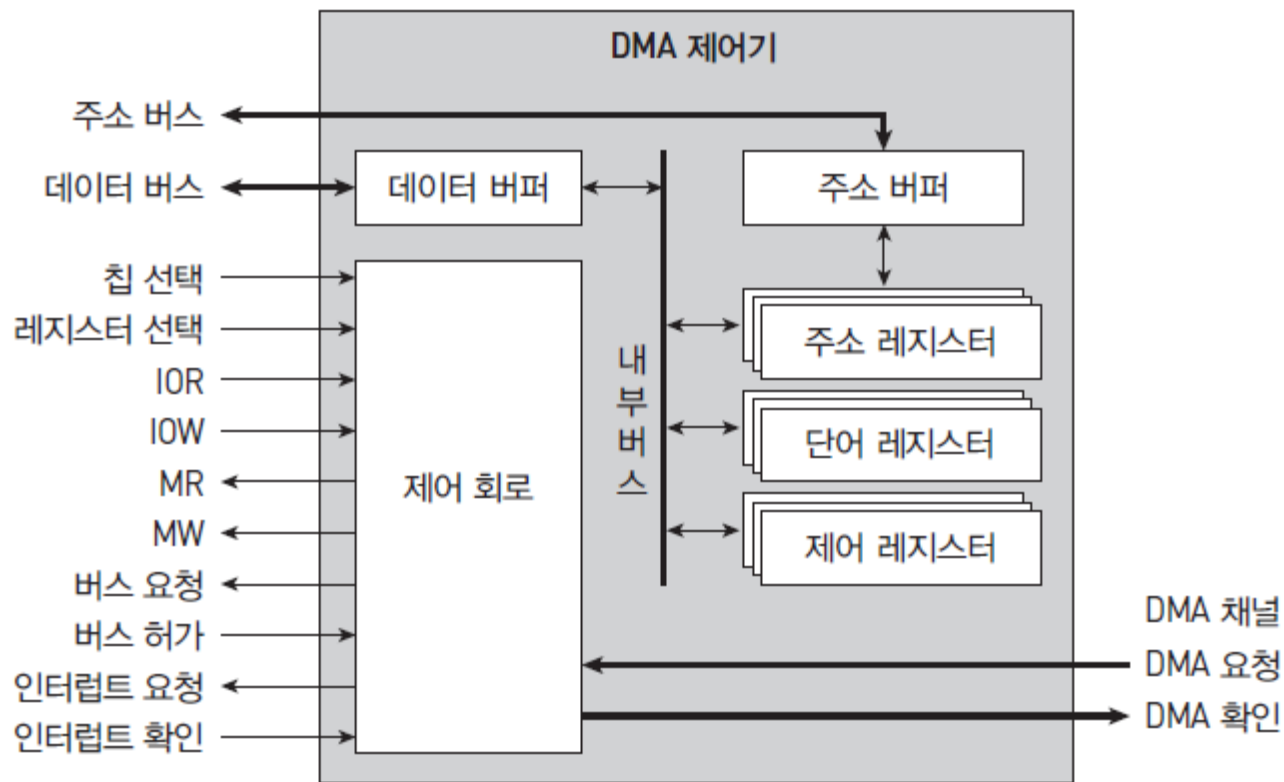 DMA 제어기
주소 버스
데이터 버스
데이터 버퍼
주소 버퍼
칩 선택
레지스터 선택
IOR
IOW
MR
MW
버스 요청
버스 허가
인터럽트 요청
인터럽트 확인
제어 회로
내부버스
주소 레지스터
단어 레지스터
제어 레지스터
DMA 채널
DMA 요청
DMA 확인